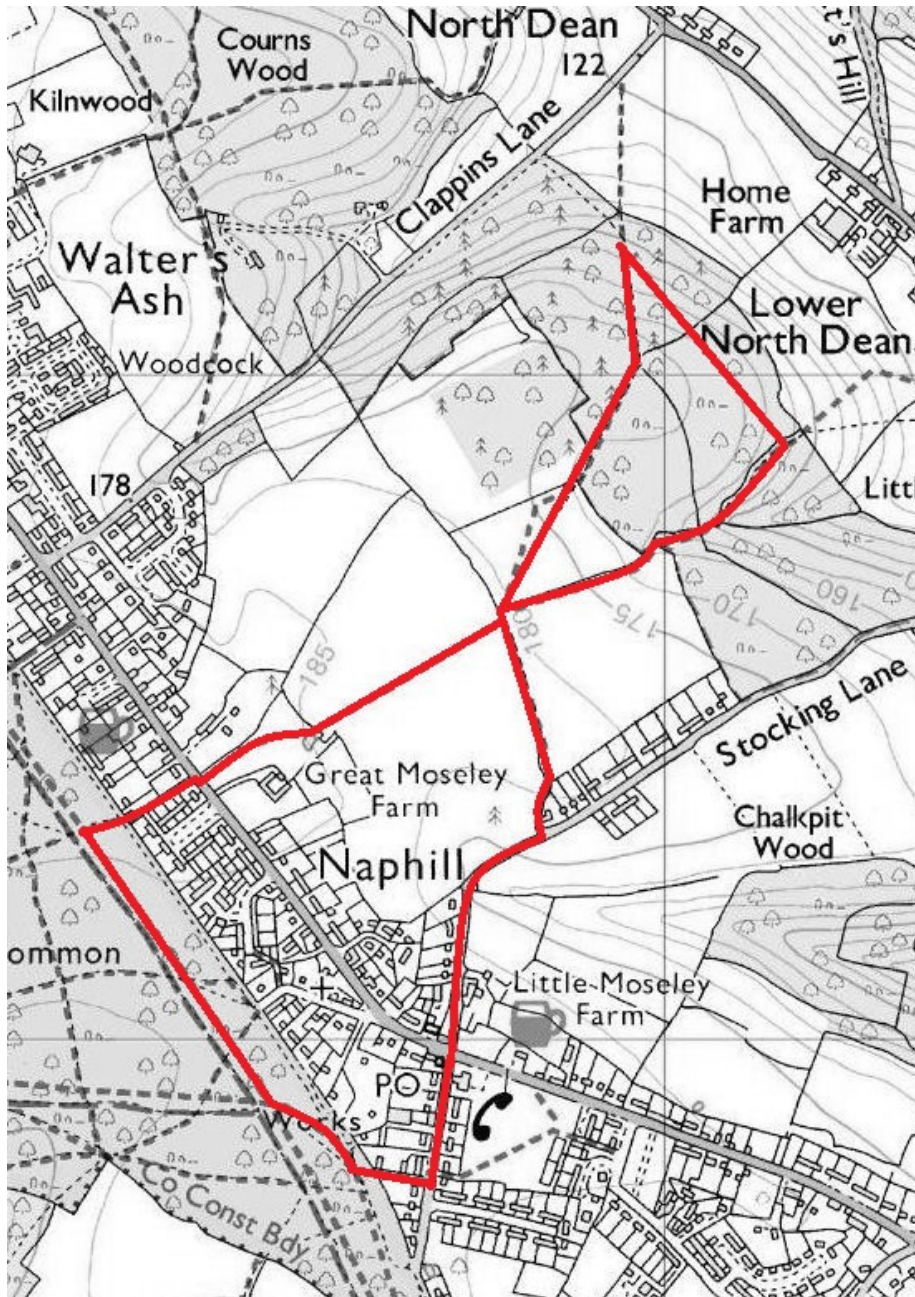 North Dean
122
Courns
Wood
Kilnwood
t's Hill
Clappins Lane
Home
Farm
Walter's
Ash
Lower
North Dean
Woodcock
178
Littl
160
170
175
180
185
Stocking Lane
Great Moseley
Farm
Chalkpit
Wood
Naphill
ommon
Little Moseley
Farm
PO
Works
Co Const Bdy